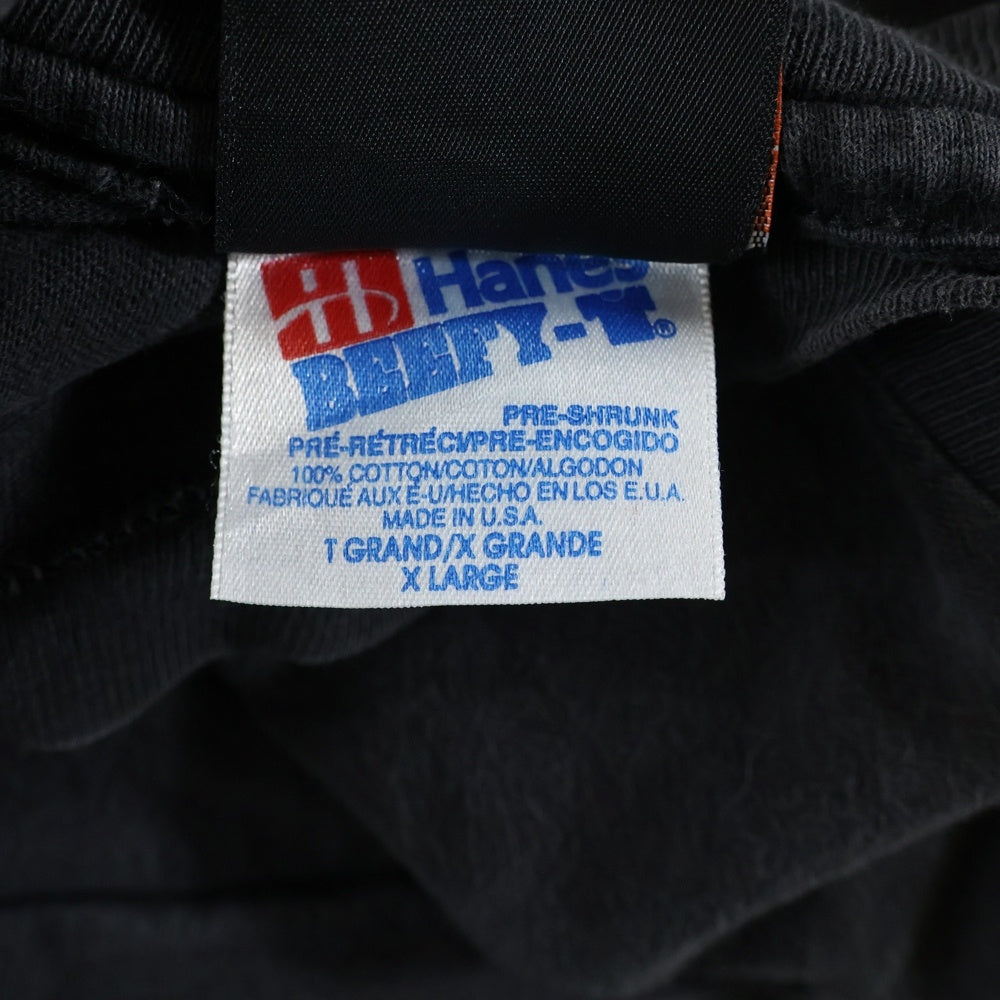 Hanes
BEEFY-T®
PRE-SHRUNK
PRÉ-RÉTRÉCI/PRE-ENCOGIDO
100% COTTON/COTON/ALGODON
FABRIQUÉ AUX É-U/HECHO EN LOS E.U.A.
MADE IN U.S.A.
T GRAND/X GRANDE
X LARGE